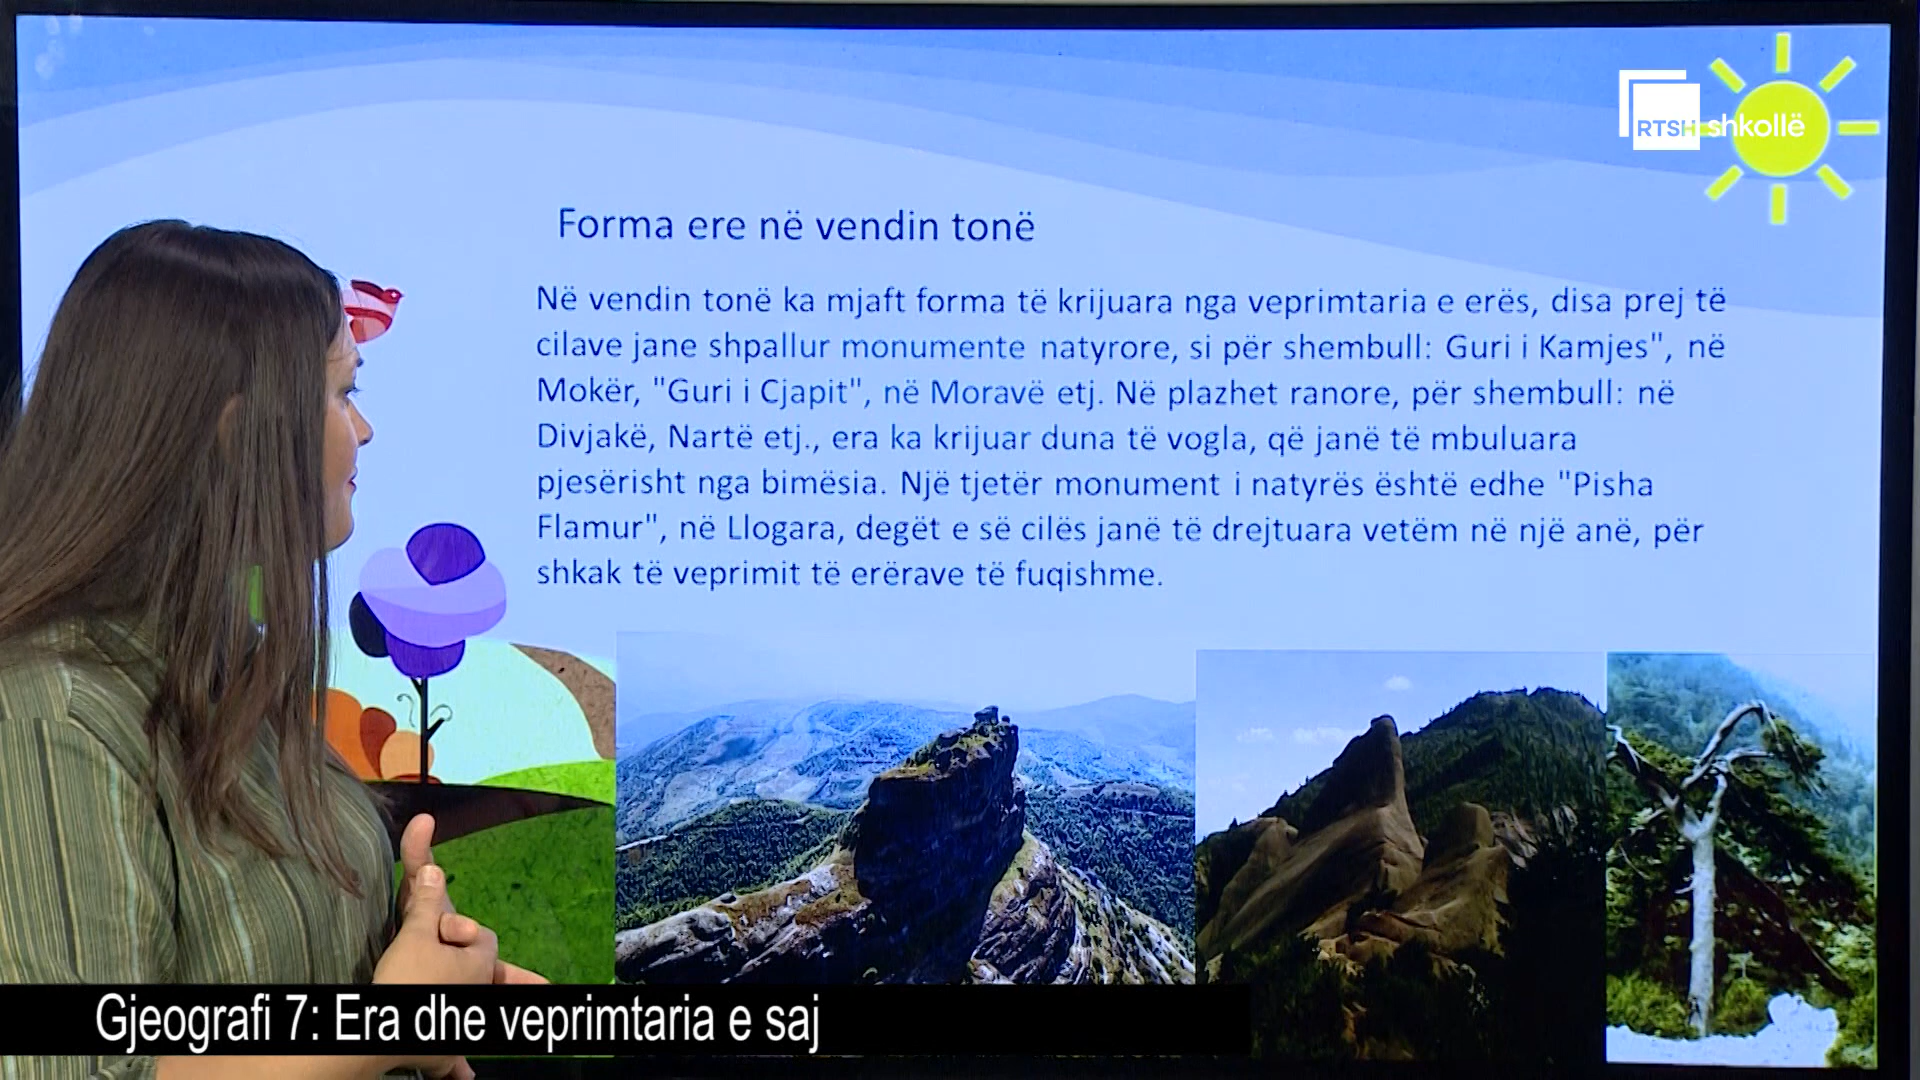 RTSH shkollë
Forma ere në vendin tonë
Në vendin tonë ka mjaft forma të krijuara nga veprimtaria e erës, disa prej të
cilave jane shpallur monumente natyrore, si për shembull: Guri i Kamjes", në
Mokër, "Guri i Cjapit", në Moravë etj. Në plazhet ranore, për shembull: në
Divjakë, Nartë etj., era ka krijuar duna të vogla, që janë të mbuluara
pjesërisht nga bimësia. Një tjetër monument i natyrës është edhe "Pisha
Flamur", në Llogara, degët e së cilës janë të drejtuara vetëm në një anë, për
shkak të veprimit të erërave të fuqishme.
Gjeografi 7: Era dhe veprimtaria e saj